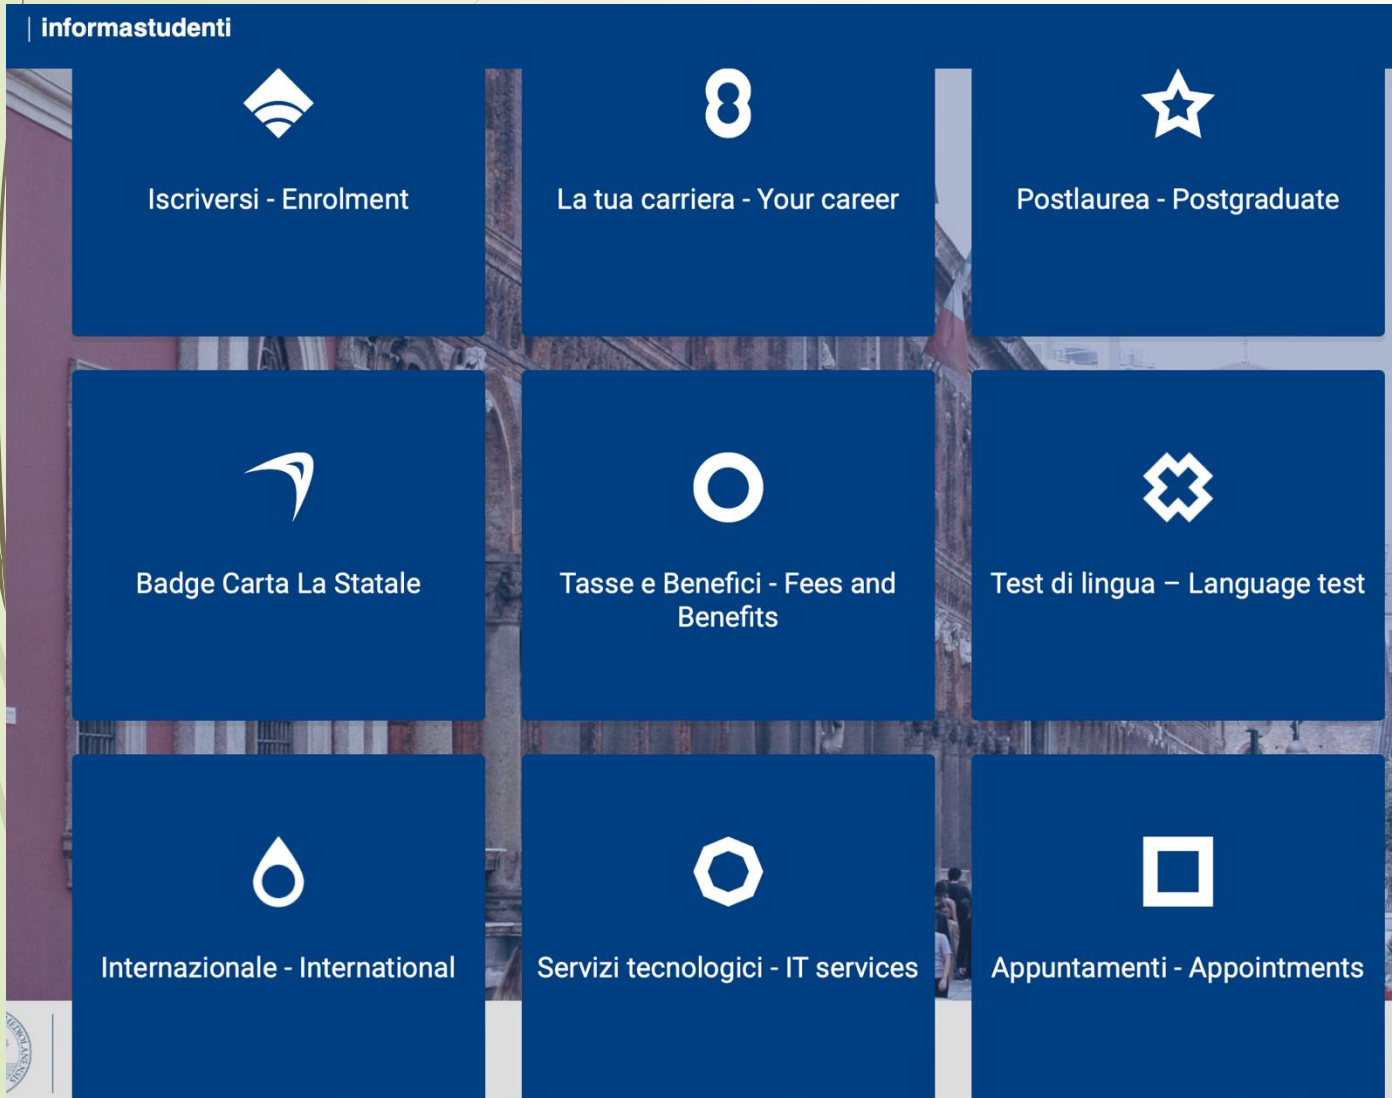 informastudenti
Iscriversi - Enrolment
La tua carriera - Your career
Postlaurea - Postgraduate
Badge Carta La Statale
Tasse e Benefici - Fees and
Benefits
Test di lingua – Language test
Internazionale - International
Servizi tecnologici - IT services
Appuntamenti - Appointments